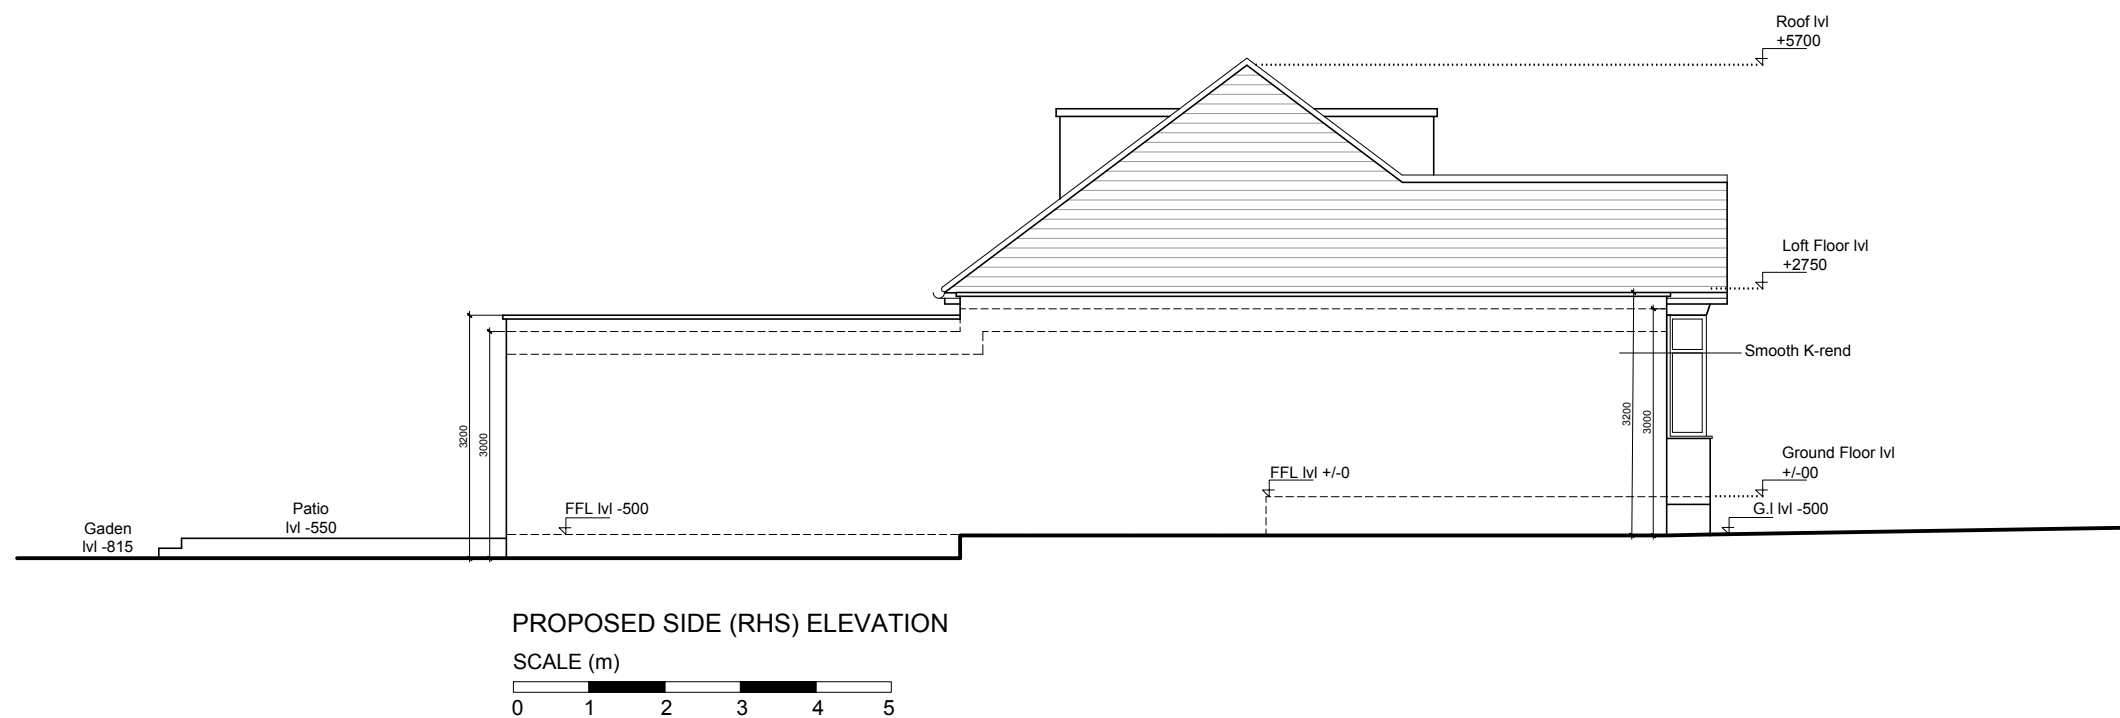 Roof lvl
+5700
Loft Floor lvl
+2750
Smooth K-rend
3200
3000
3200
3000
Ground Floor lvl
+/-00
FFL lvl +/-0
G.l lvl -500
FFL lvl -500
Patio
lvl -550
Gaden
lvl -815
PROPOSED SIDE (RHS) ELEVATION
SCALE (m)
0 1 2 3 4 5